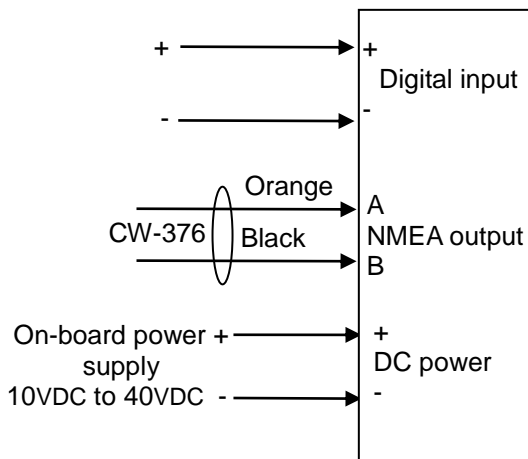 + +
Digital input
- -
Orange A
CW-376 NMEA output
Black
B
On-board power + +
supply DC power
10VDC to 40VDC - -